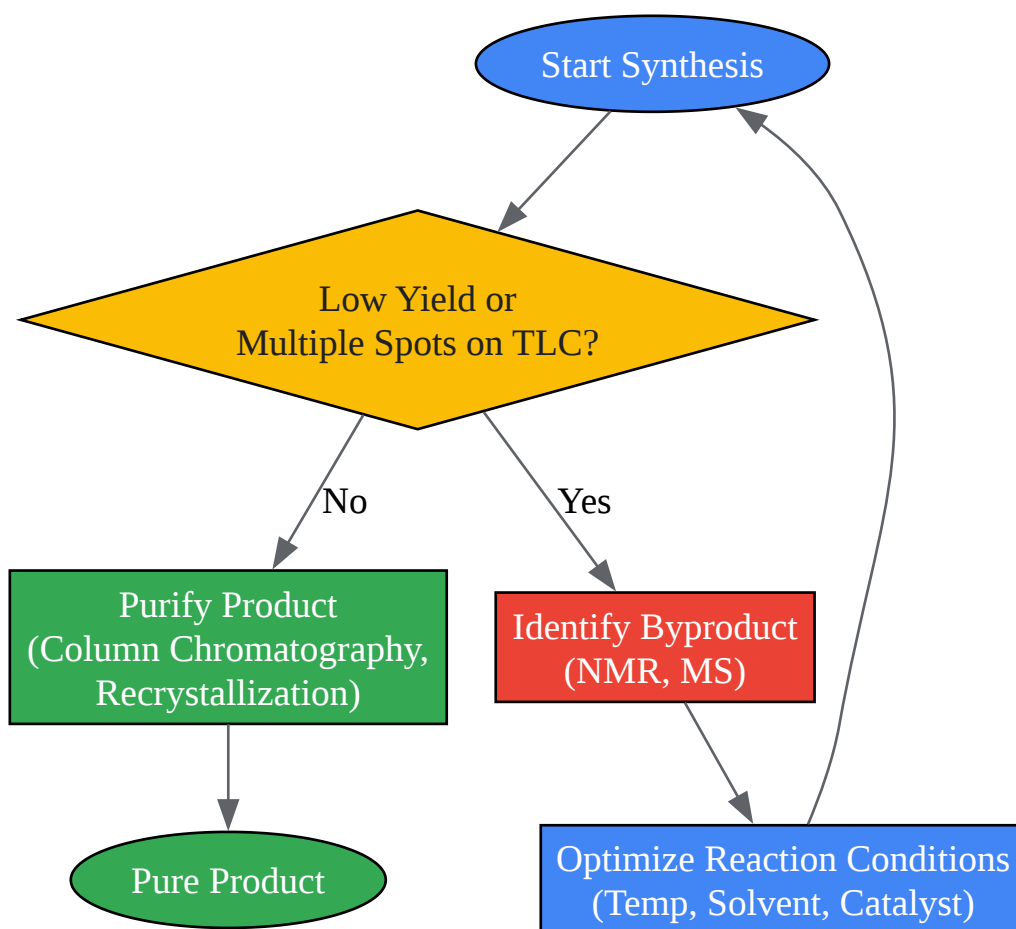 Start Synthesis
Low Yield or
Multiple Spots on TLC?
No
Yes
Purify Product
(Column Chromatography,
Recrystallization)
Identify Byproduct
(NMR, MS)
Pure Product
Optimize Reaction Conditions
(Temp, Solvent, Catalyst)